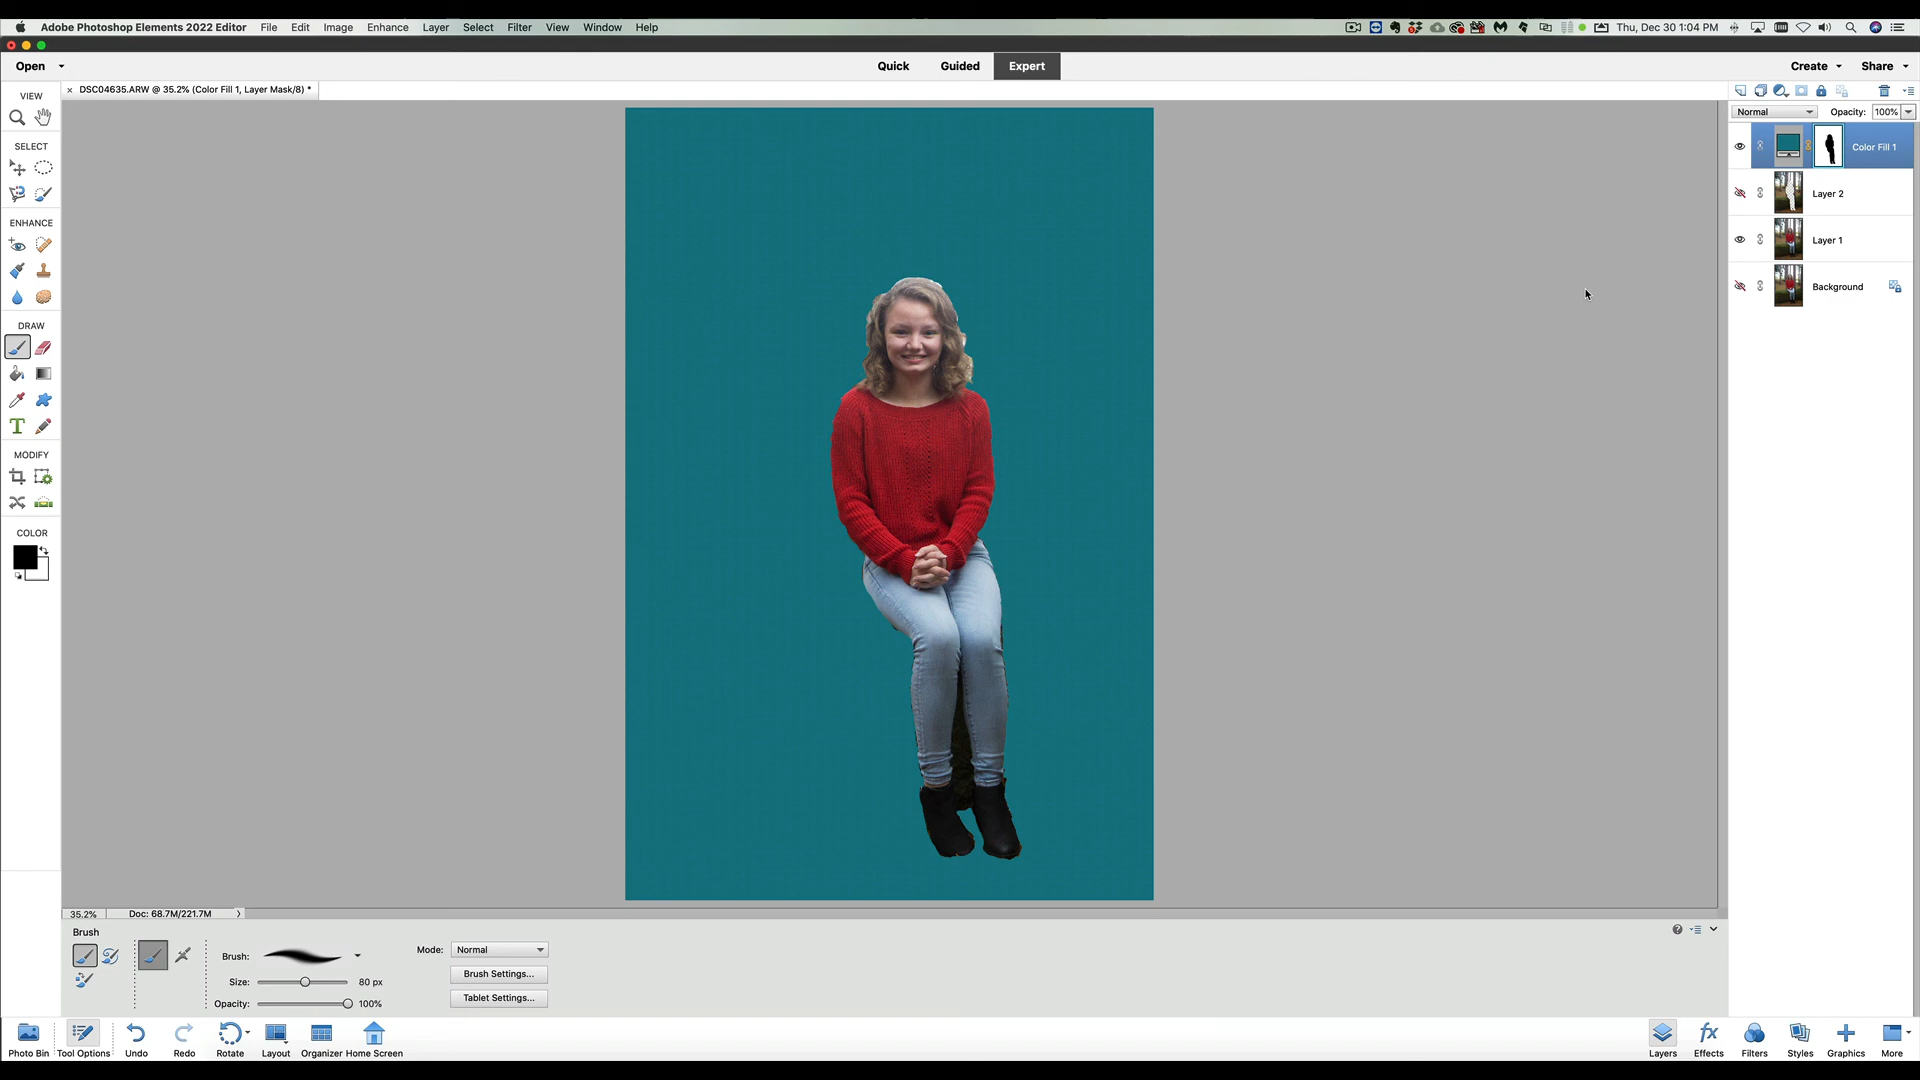 Adobe Photoshop Elements 2022 Editor File Edit Image Enhance Layer Select Filter View Window Help Thu, Dec 30 1:04 PM
Open Quick Guided Expert Create Share
VIEW
× DSC04635.ARW @ 35.2% (Color Fill 1, Layer Mask/8) *
Normal Opacity: 100%
SELECT
Color Fill 1
Layer 2
ENHANCE
Layer 1
Background
DRAW
T
MODIFY
COLOR
35.2% Doc: 68.7M/221.7M
Brush
Brush: Mode: Normal
Size: 80 px Brush Settings...
Opacity: 100% Tablet Settings...
fx
Photo Bin Tool Options Undo Redo Rotate Layout Organizer Home Screen Layers Effects Filters Styles Graphics More